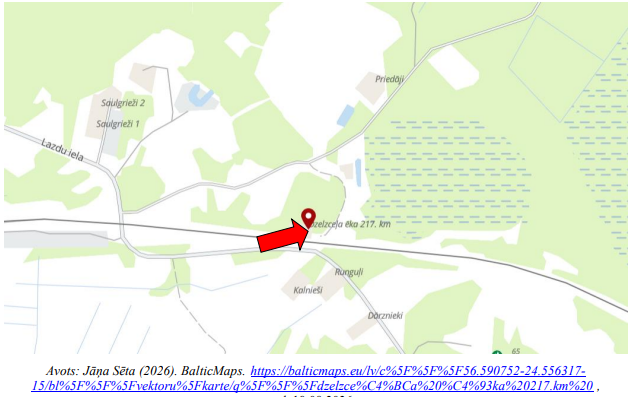 Priedāji
Saulgrieži 2
Saulgrieži 1
Lazdu iela
dzelzceļa ēka 217. km
Runguļi
Kalnieši
Dārznieki
65
Avots: Jāņa Sēta (2026). BalticMaps. https://balticmaps.eu/lv/c%5F%5F%5F56.590752-24.556317-
15/bl%5F%5F%5Fvektoru%5Fkarte/q%5F%5F%5Fdzelzce%C4%BCa%20%C4%93ka%20217.km%20 ,